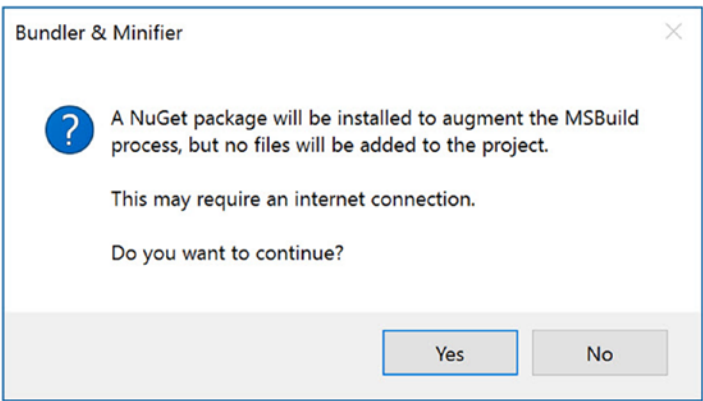 Bundler & Minifier
A NuGet package will be installed to augment the MSBuild
process, but no files will be added to the project.
This may require an internet connection.
Do you want to continue?
Yes
No